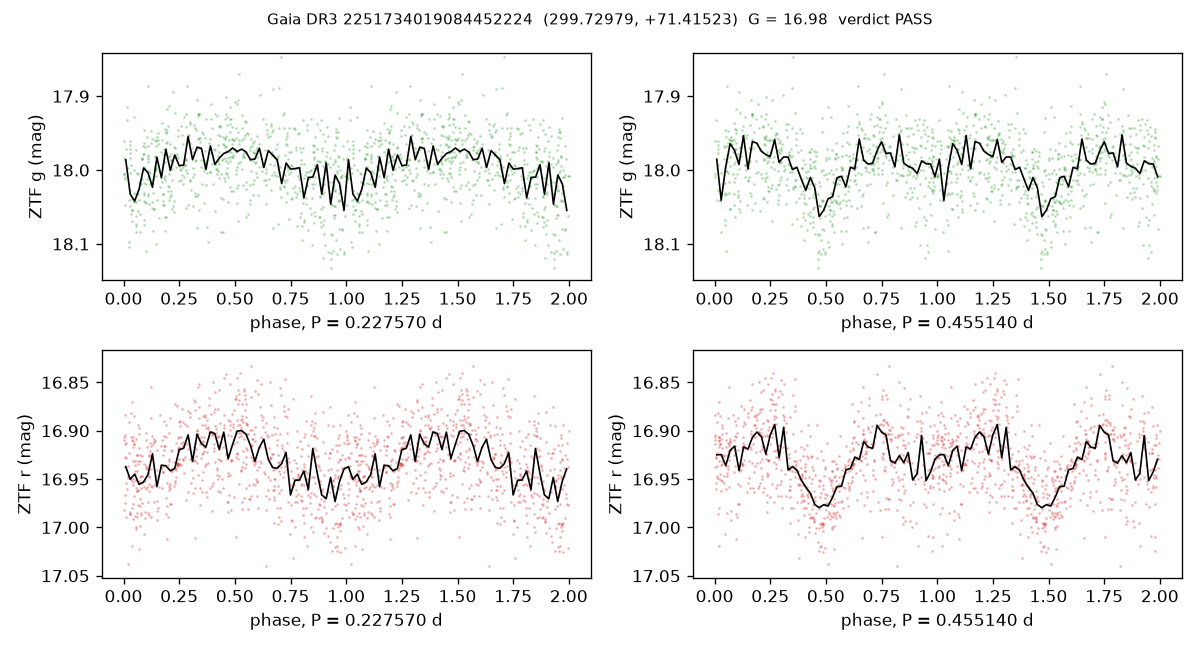 Gaia DR3 2251734019084452224  (299.72979, +71.41523)  G = 16.98  verdict PASS
ZTF g (mag)
17.9
18.0
18.1
0.00 0.25 0.50 0.75 1.00 1.25 1.50 1.75 2.00
phase, P = 0.227570 d
ZTF g (mag)
17.9
18.0
18.1
0.00 0.25 0.50 0.75 1.00 1.25 1.50 1.75 2.00
phase, P = 0.455140 d
ZTF r (mag)
16.85
16.90
16.95
17.00
17.05
0.00 0.25 0.50 0.75 1.00 1.25 1.50 1.75 2.00
phase, P = 0.227570 d
ZTF r (mag)
16.85
16.90
16.95
17.00
17.05
0.00 0.25 0.50 0.75 1.00 1.25 1.50 1.75 2.00
phase, P = 0.455140 d